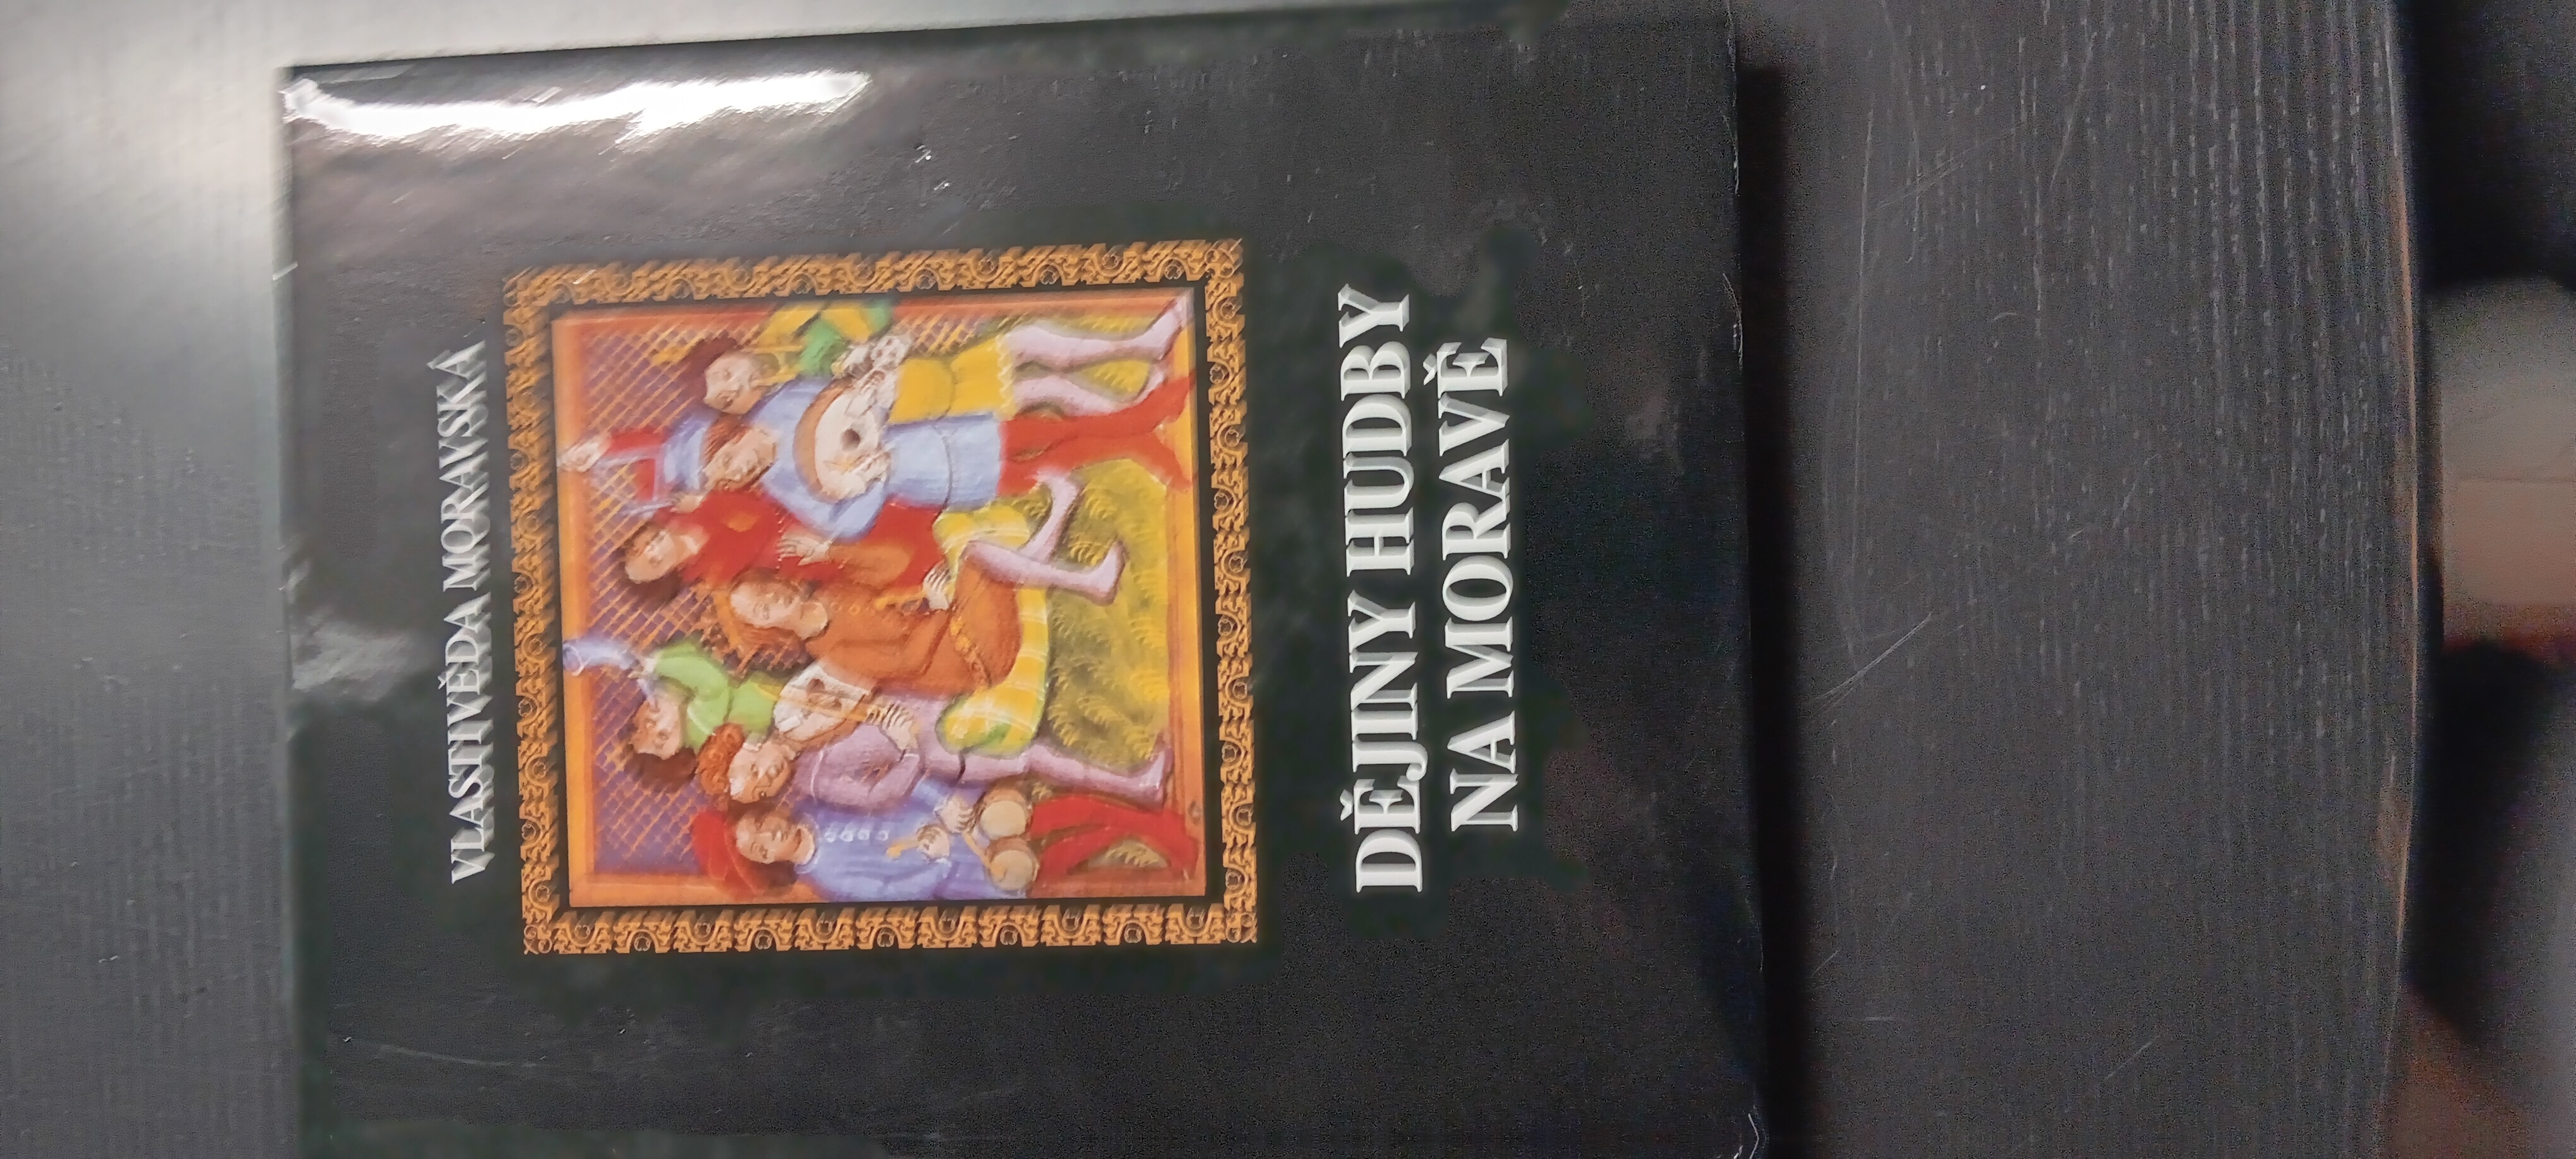 VLASTIVĚDA MORAVSKÁ
DĚJINY HUDBY
NA MORAVĚ